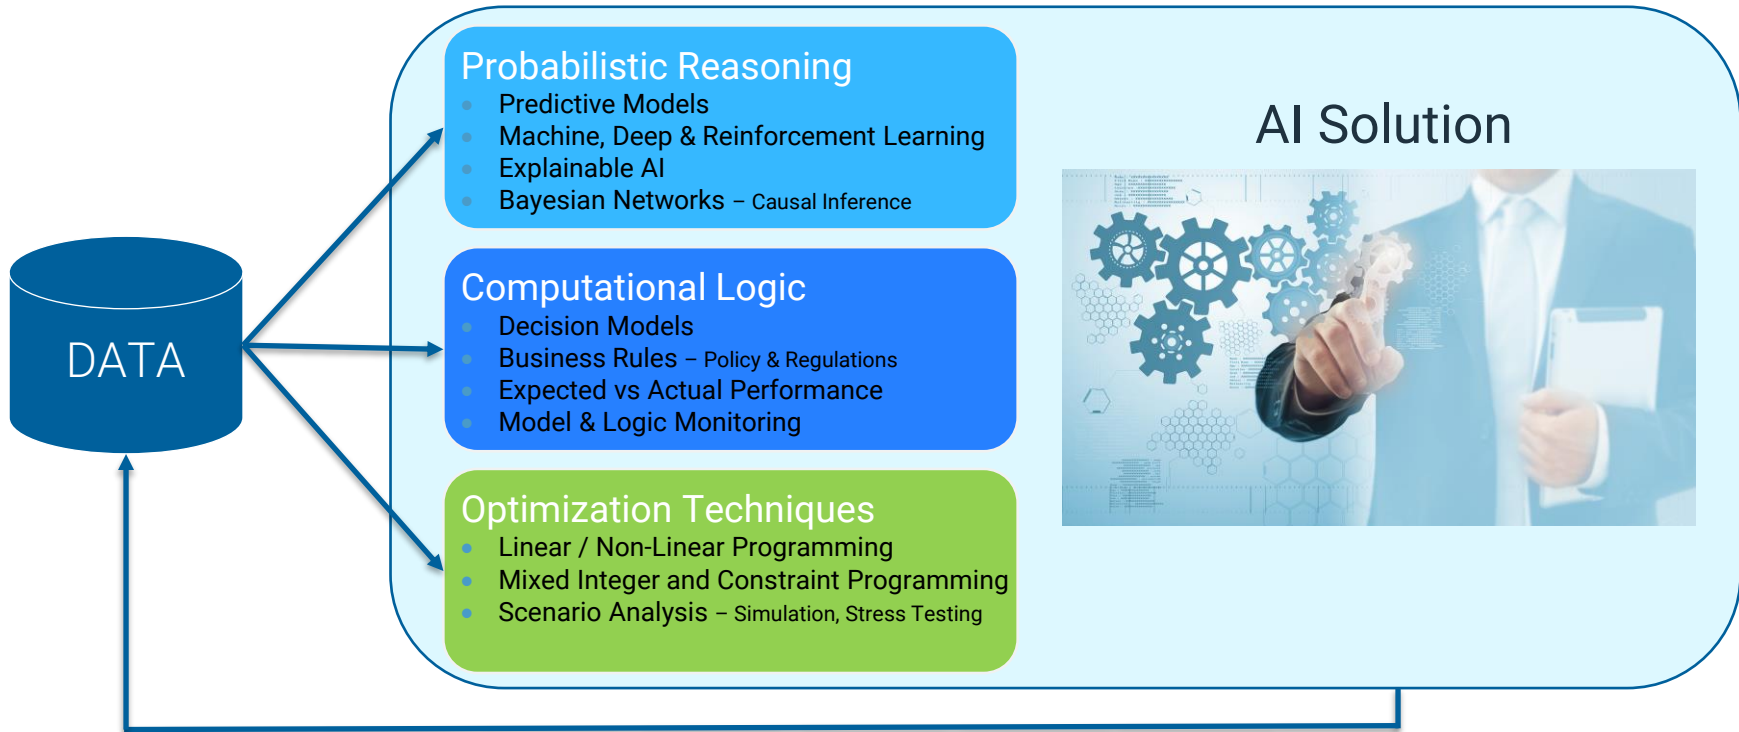 Probabilistic Reasoning
Predictive Models
Machine, Deep & Reinforcement Learning
Explainable AI
Bayesian Networks – Causal Inference
AI Solution
DATA
Computational Logic
Decision Models
Business Rules – Policy & Regulations
Expected vs Actual Performance
Model & Logic Monitoring
Optimization Techniques
Linear / Non-Linear Programming
Mixed Integer and Constraint Programming
Scenario Analysis – Simulation, Stress Testing